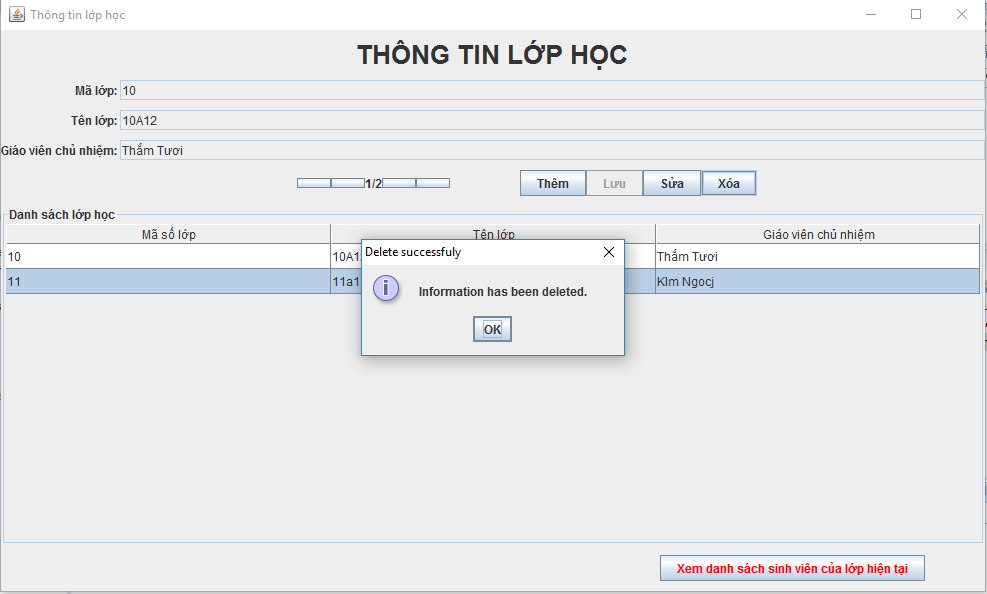 Thông tin lớp học
THÔNG TIN LỚP HỌC
Mã lớp: 10
Tên lớp: 10A12
Giáo viên chủ nhiệm: Thắm Tươi
1/2 Thêm Lưu Sửa Xóa
Danh sách lớp học
Mã số lớp Tên lớp Giáo viên chủ nhiệm
10 10A1 Thắm Tươi
11 11a1 KIm Ngocj
Delete successfuly
Information has been deleted.
OK
Xem danh sách sinh viên của lớp hiện tại